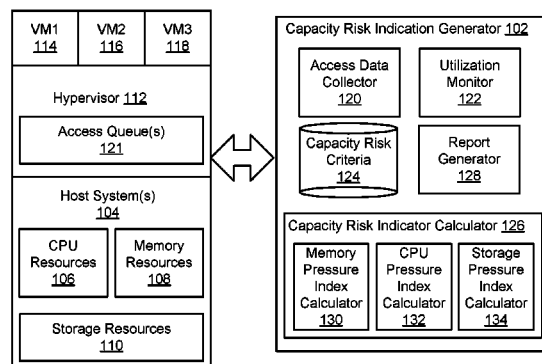 VM1
114
VM2
116
VM3
118
Hypervisor 112
Access Queue(s)
121
Host System(s)
104
CPU
Resources
106
Memory
Resources
108
Storage Resources
110
Capacity Risk Indication Generator 102
Access Data
Collector
120
Utilization
Monitor
122
Capacity Risk
Criteria
124
Report
Generator
128
Capacity Risk Indicator Calculator 126
Memory
Pressure
Index
Calculator
130
CPU
Pressure
Index
Calculator
132
Storage
Pressure
Index
Calculator
134